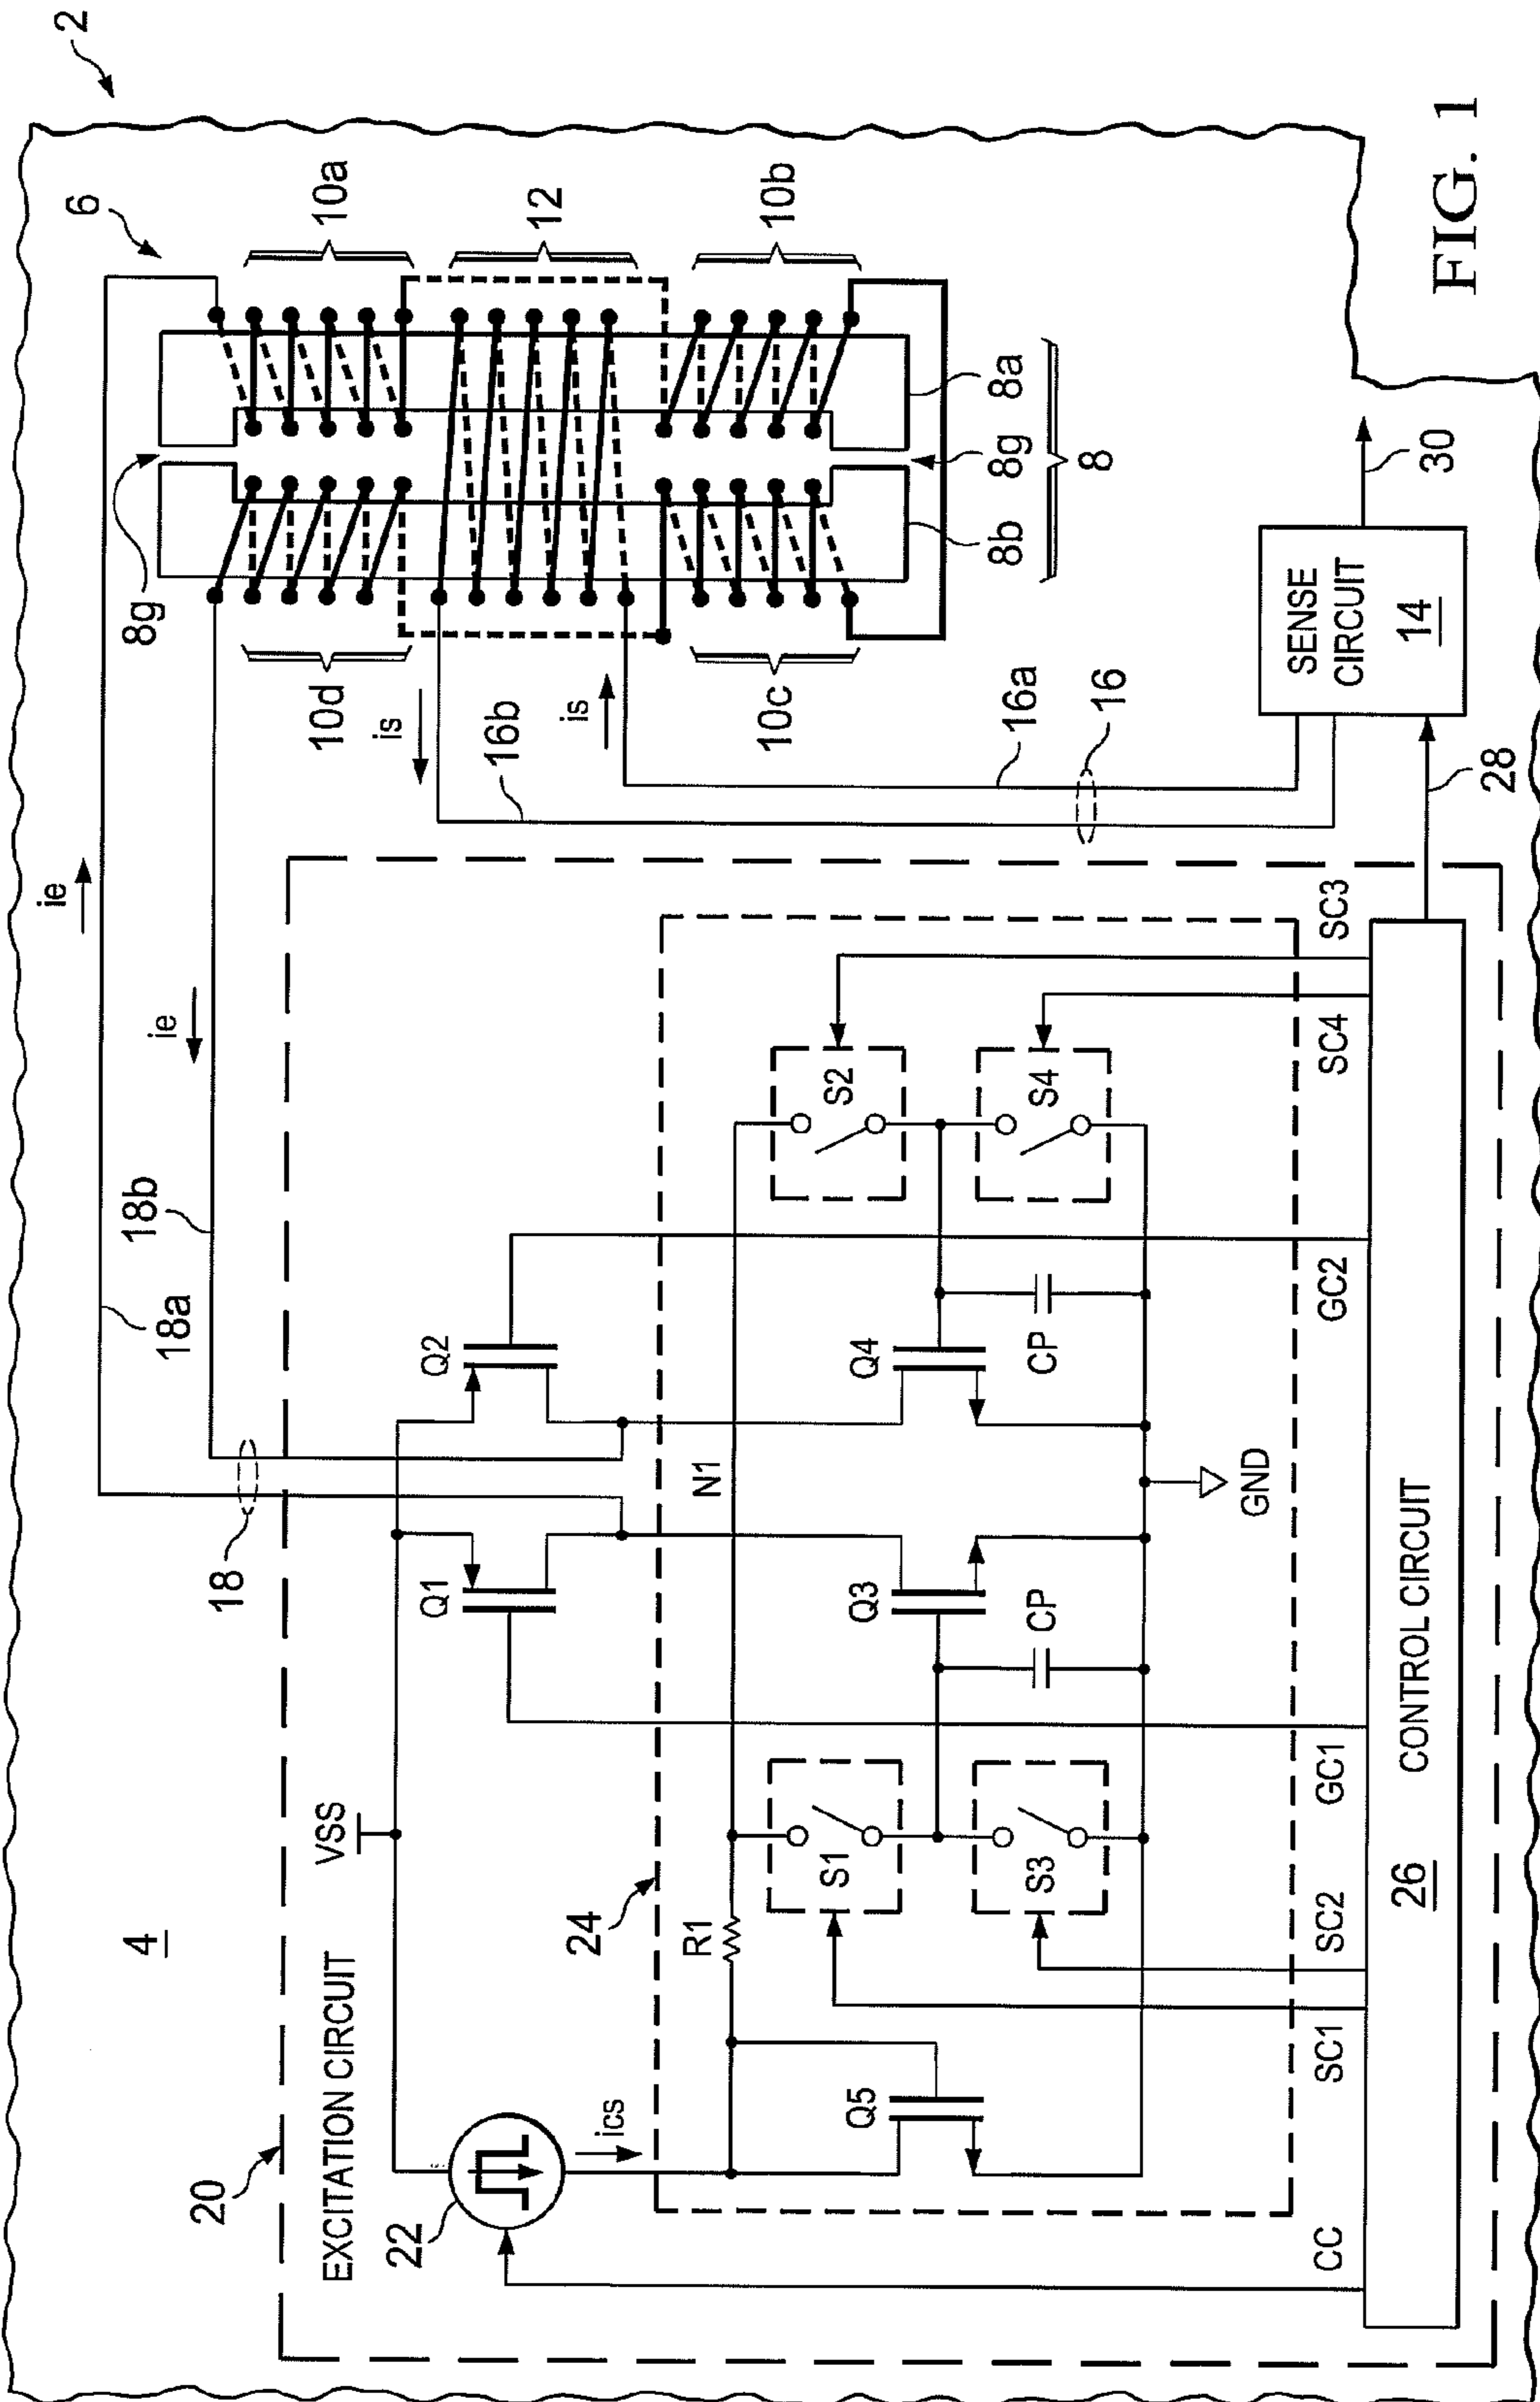 2
6
8g
10a
12
10b
10d
10c
8a
8g
8b
8
is
is
16b
16a
16
ie
ie
18b
18a
18
SENSE
CIRCUIT
14
30
28
4
20
EXCITATION CIRCUIT
VSS
22
ics
24
Q1
Q2
N1
R1
S1
S2
S3
S4
Q3
Q4
Q5
CP
CP
GND
CC
SC1
SC2
GC1
GC2
SC4
SC3
CONTROL CIRCUIT
26
FIG. 1